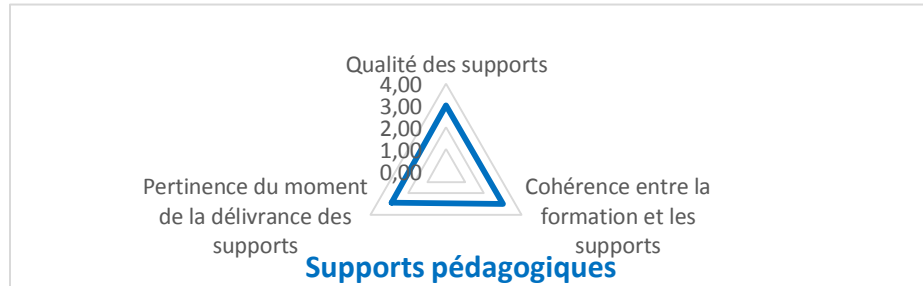 Qualité des supports
4,00
3,00
2,00
1,00
0,00
Pertinence du moment
de la délivrance des
supports
Cohérence entre la
formation et les
supports
Supports pédagogiques